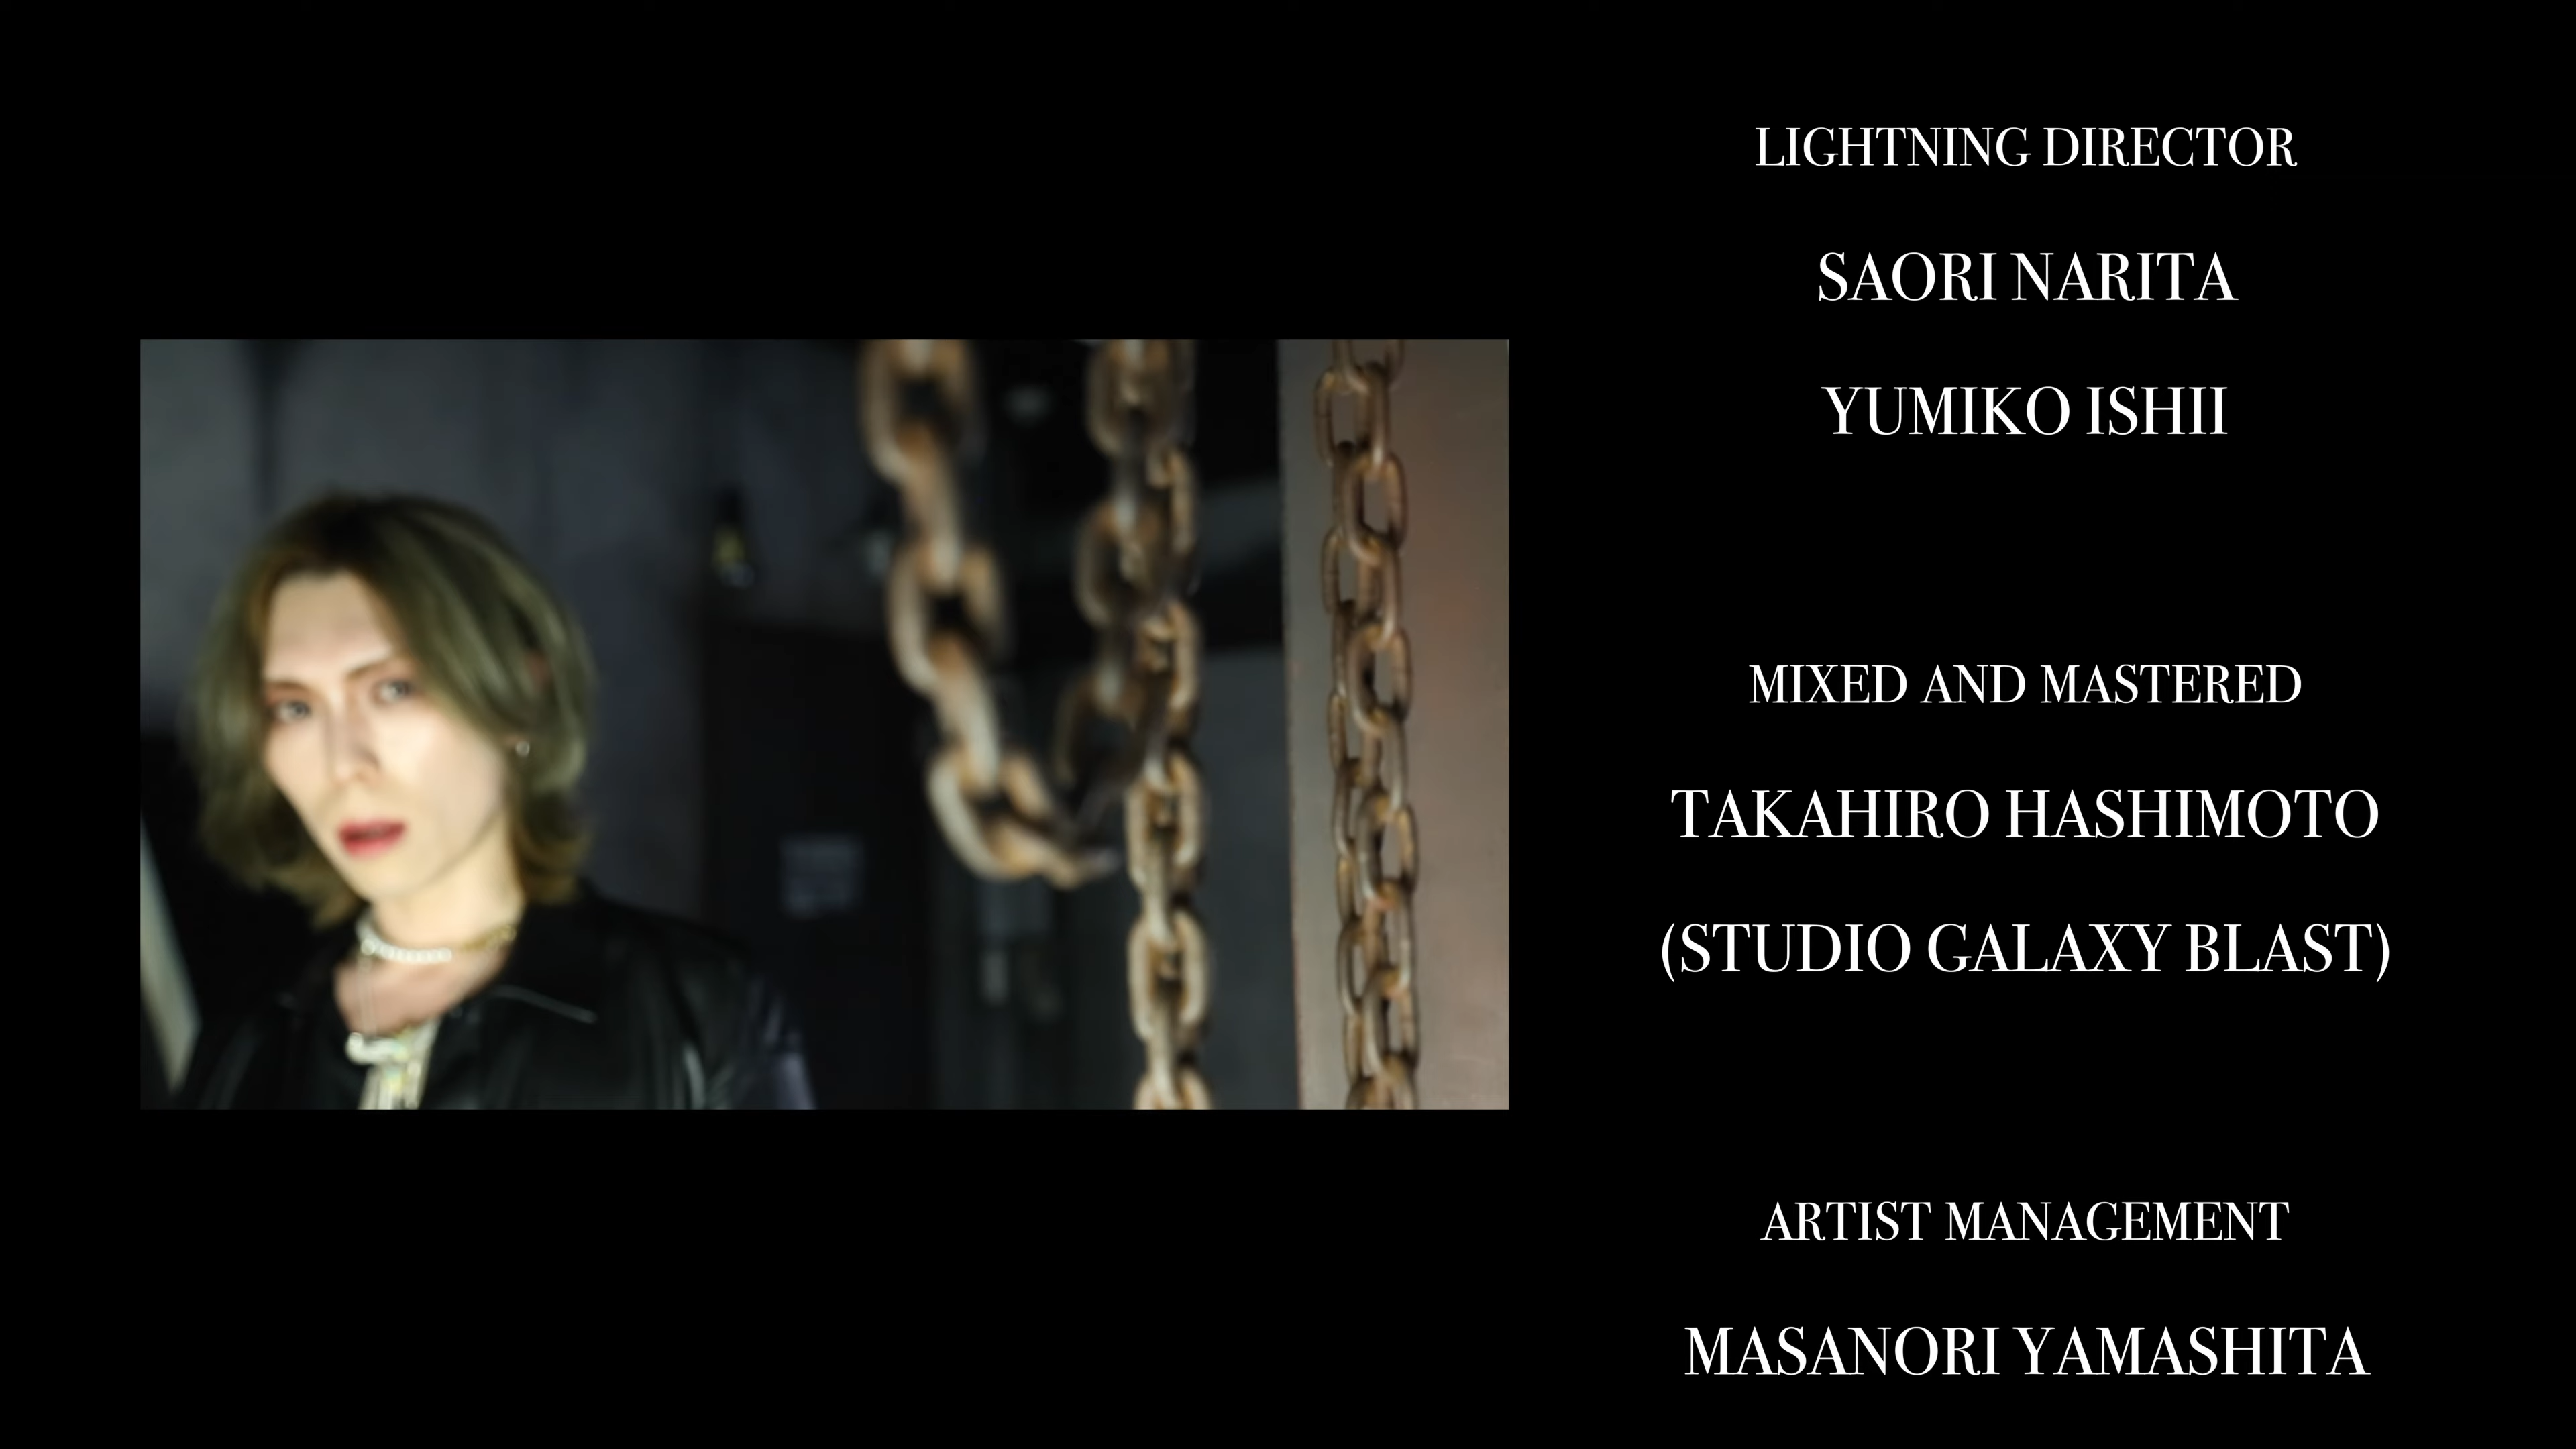 LIGHTNING DIRECTOR
SAORI NARITA
YUMIKO ISHII
MIXED AND MASTERED
TAKAHIRO HASHIMOTO
(STUDIO GALAXY BLAST)
ARTIST MANAGEMENT
MASANORI YAMASHITA